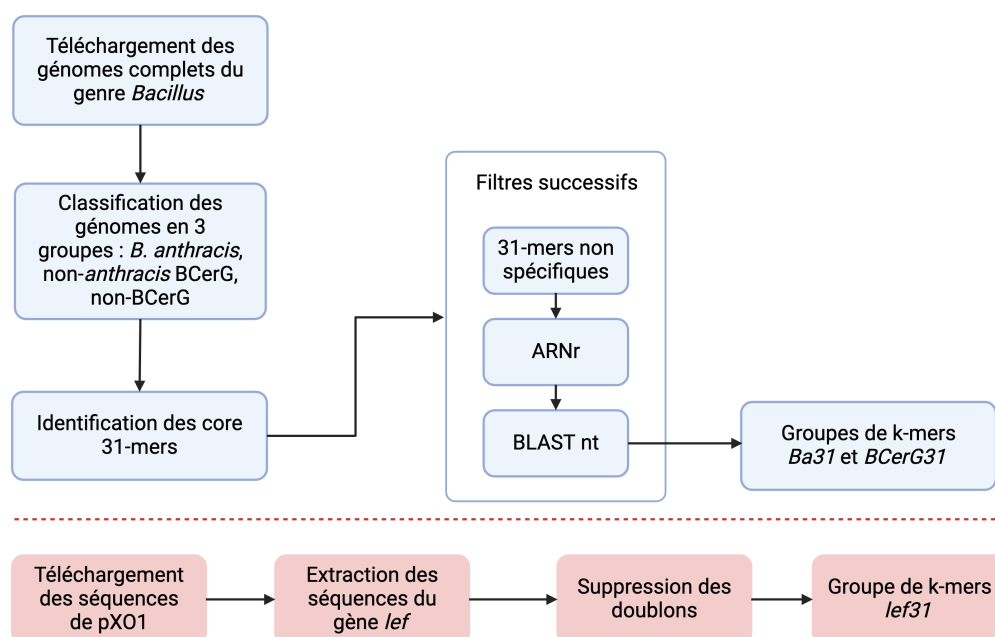 Téléchargement des
génomes complets du
genre Bacillus
Classification des
génomes en 3
groupes : B. anthracis,
non-anthracis BCerG,
non-BCerG
Identification des core
31-mers
Filtres successifs
31-mers non
spécifiques
ARNr
BLAST nt
Groupes de k-mers
Ba31 et BCerG31
Téléchargement
des séquences
de pXO1
Extraction des
séquences du
gène lef
Suppression des
doublons
Groupe de k-mers
lef31